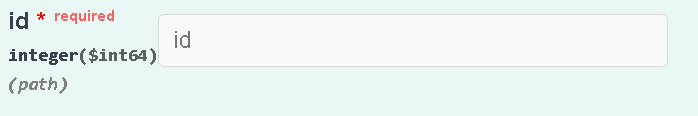 id * required
id
integer($int64)
(path)